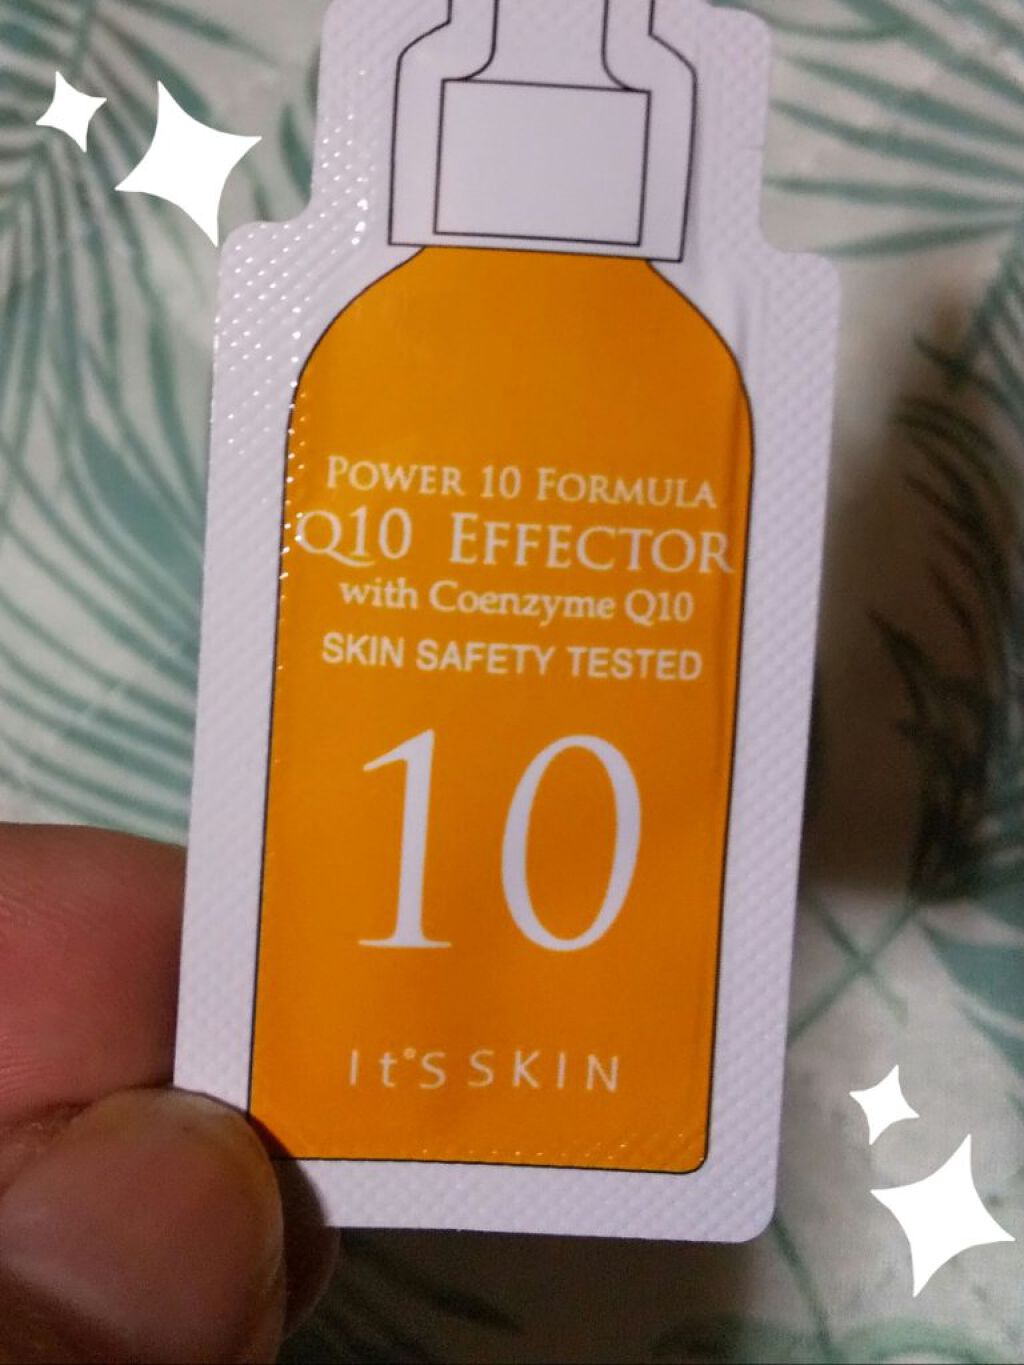 POWER 10 FORMULA
Q10 EFFECTOR
with Coenzyme Q10
SKIN SAFETY TESTED
10
It°S SKIN